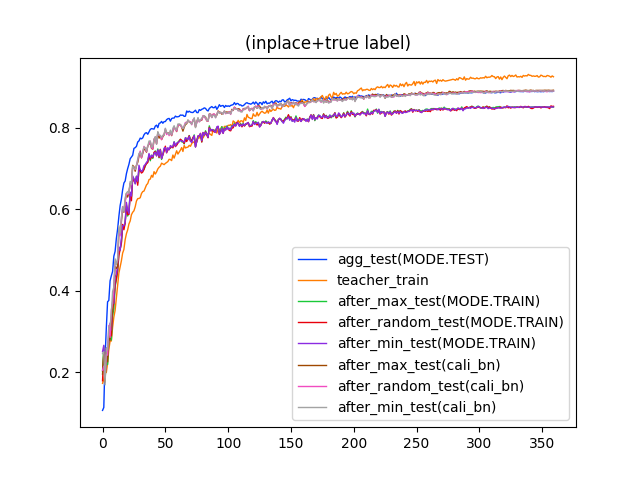 (inplace+true label)
0.8
0.6
0.4
0.2
0
50
100
150
200
250
300
350
agg_test(MODE.TEST)
teacher_train
after_max_test(MODE.TRAIN)
after_random_test(MODE.TRAIN)
after_min_test(MODE.TRAIN)
after_max_test(cali_bn)
after_random_test(cali_bn)
after_min_test(cali_bn)